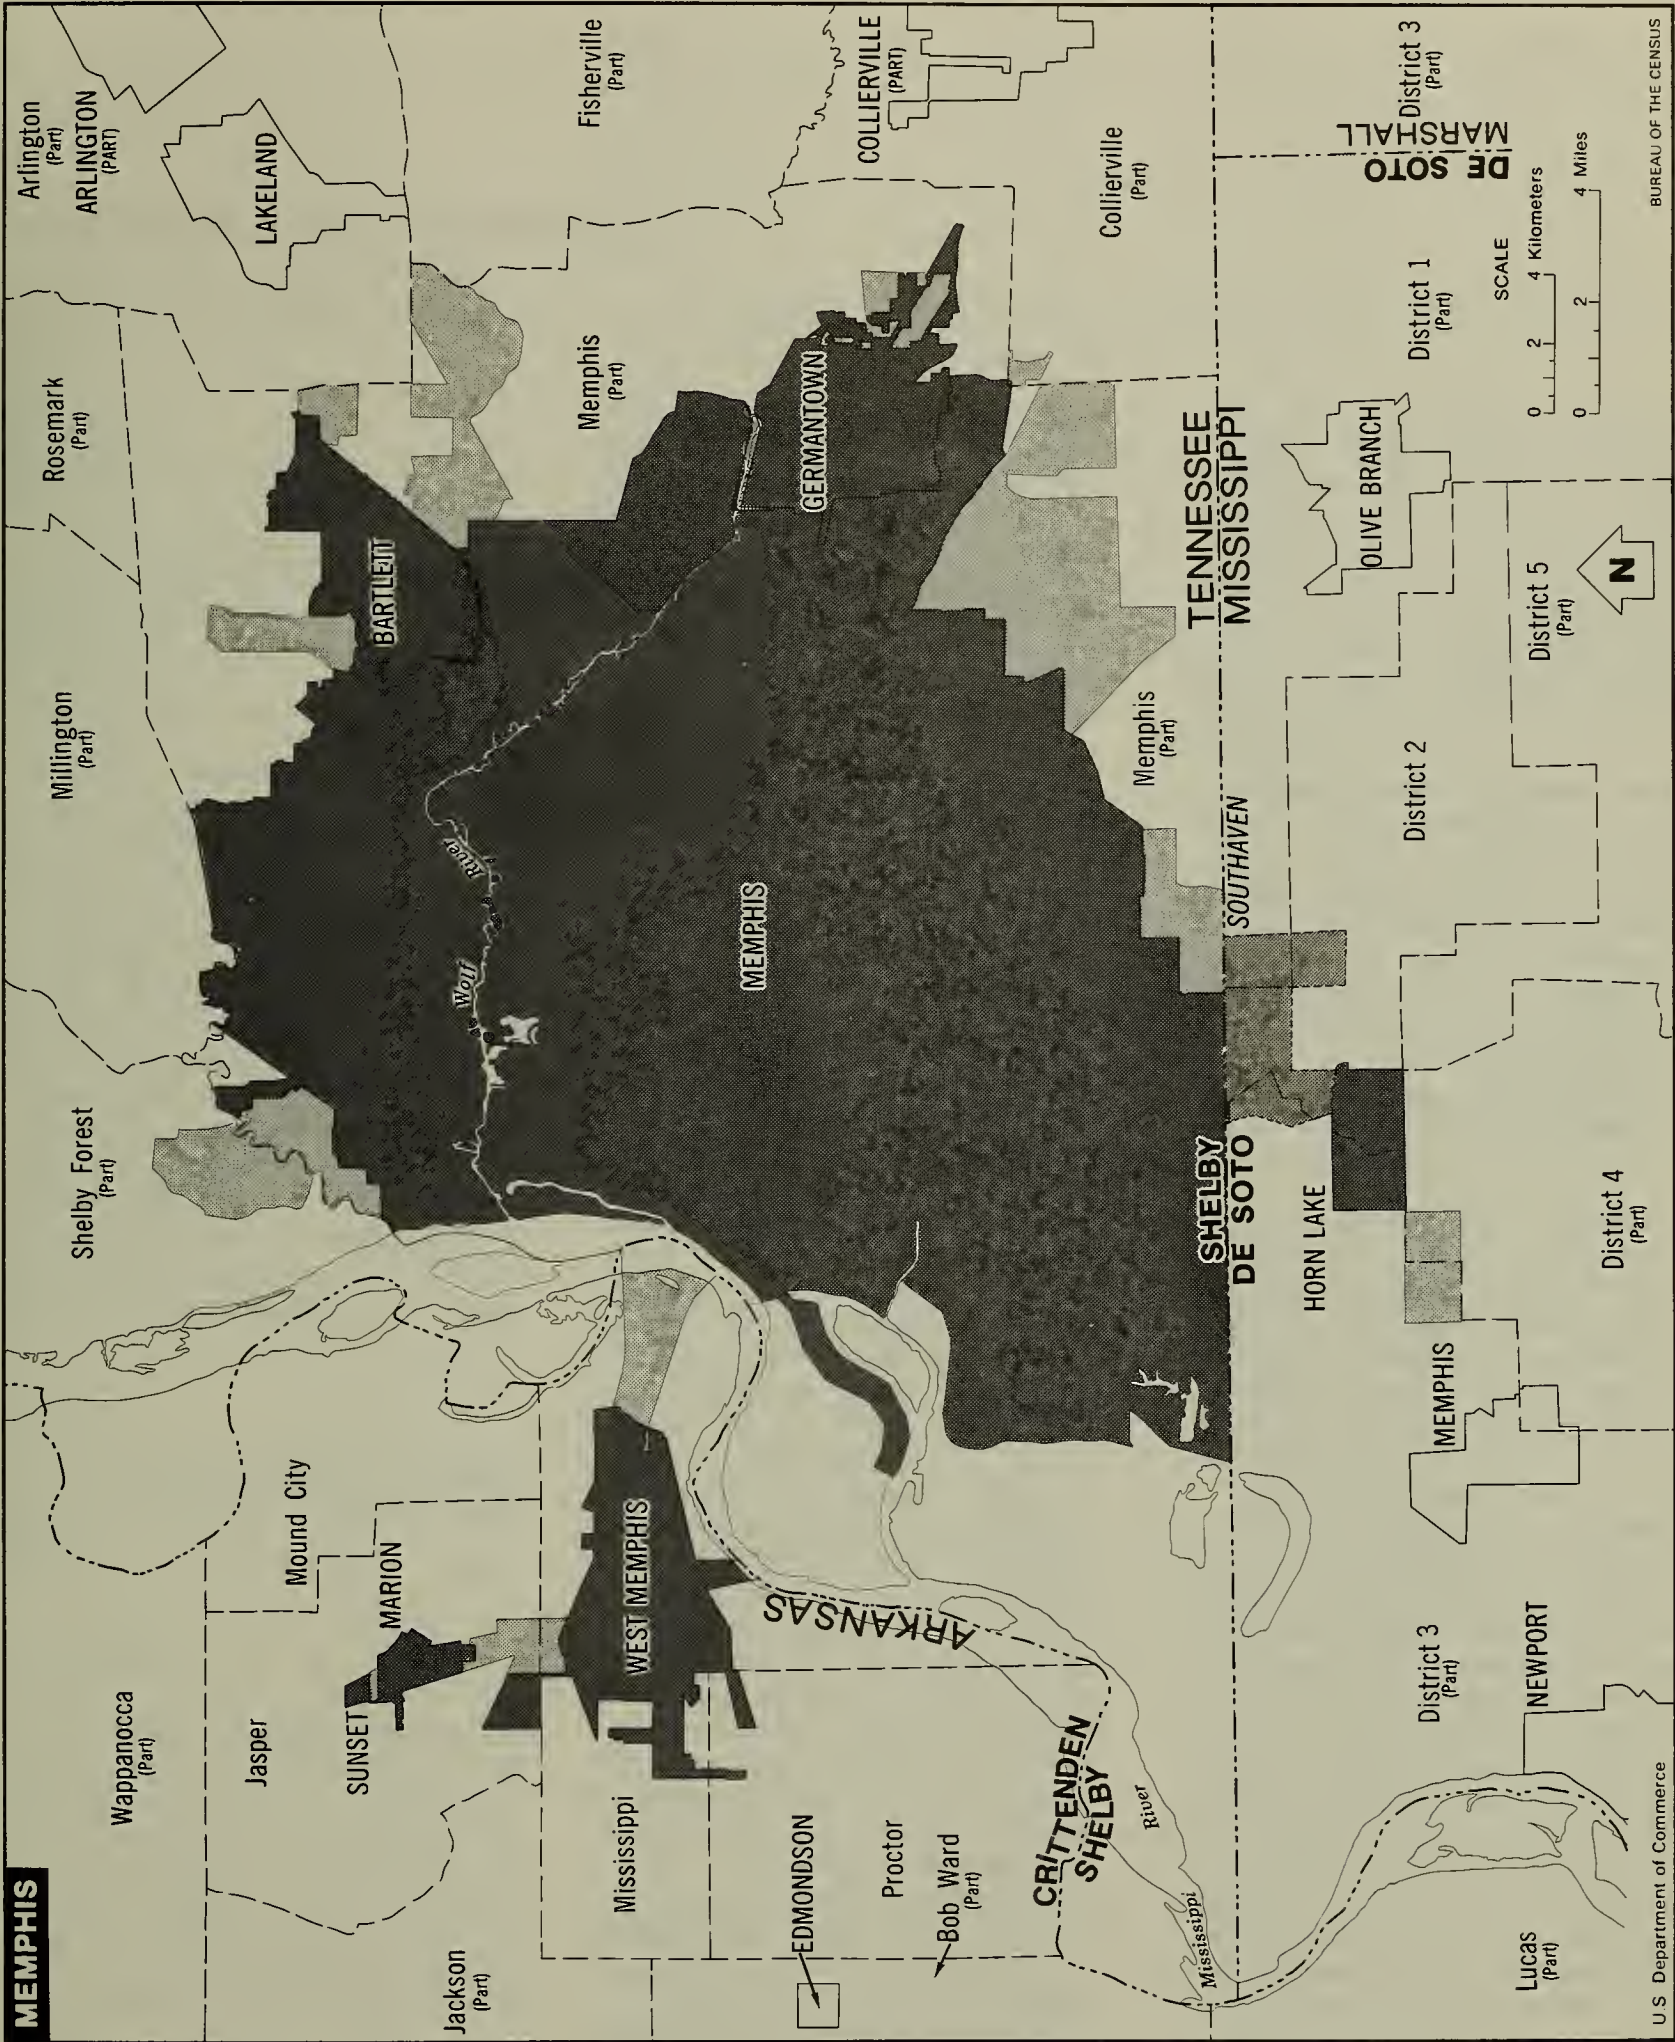 MEMPHIS
Wappanocca
(Part)
Shelby Forest
(Part)
Millington
(Part)
Rosemark
(Part)
Arlington
(Part)
ARLINGTON
(PART)
LAKELAND
Jasper
Mound City
SUNSET
MARION
BARTLETT
Jackson
(Part)
Wolf
River
Mississippi
WEST MEMPHIS
Memphis
(Part)
Fisherville
(Part)
EDMONDSON
MEMPHIS
GERMANTOWN
COLLIERVILLE
(PART)
Proctor
ARKANSAS
Bob Ward
(Part)
CRITTENDEN
SHELBY
River
Mississippi
Memphis
(Part)
Collierville
(Part)
TENNESSEE
MISSISSIPPI
SHELBY
DE SOTO
SOUTHAVEN
HORN LAKE
OLIVE BRANCH
District 1
(Part)
District 3
(Part)
MARSHALL
DE SOTO
District 3
(Part)
MEMPHIS
District 2
Lucas
(Part)
NEWPORT
District 4
(Part)
District 5
(Part)
N
SCALE
0 2 4 Kilometers
0 2 4 Miles
U.S Department of Commerce
BUREAU OF THE CENSUS